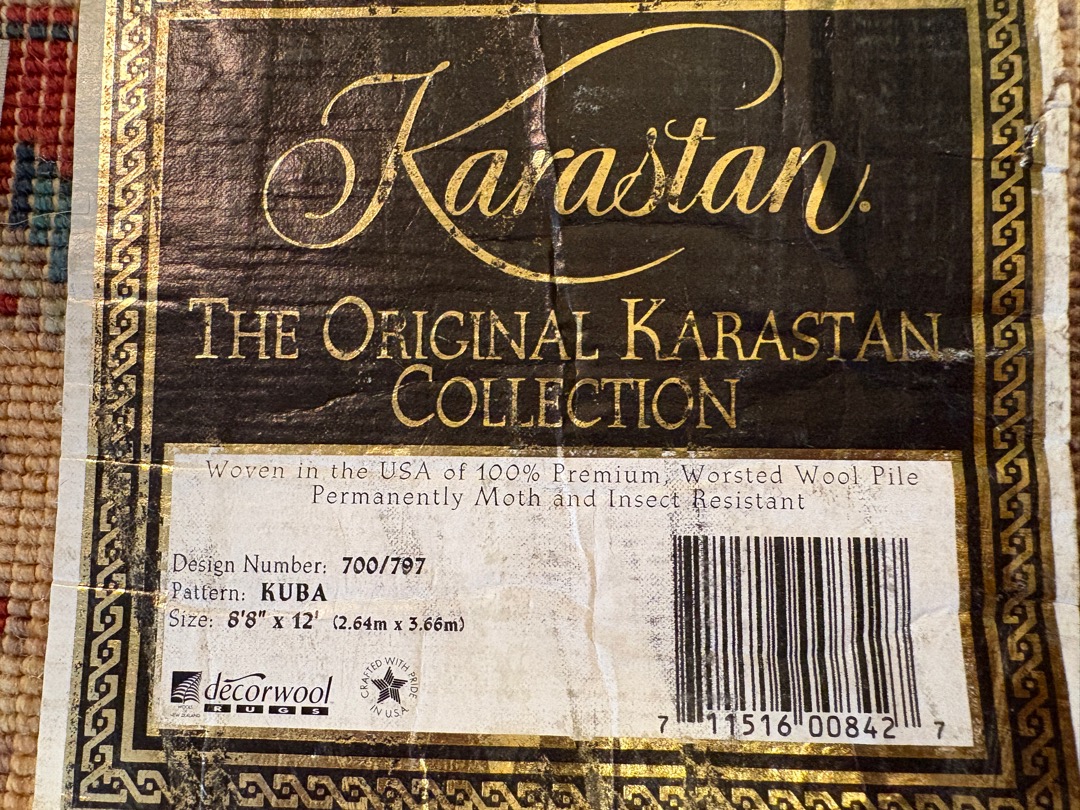 Karastan.
THE ORIGINAL KARASTAN
COLLECTION
Woven in the USA of 100% Premium, Worsted Wool Pile
Permanently Moth and Insect Resistant
Design Number: 700/797
Pattern: KUBA
Size: 8'8" x 12' (2.64m x 3.66m)
decorwool
RUGS
NEW ZEALAND
CRAFTED WITH PRIDE
IN U.S.A
7 11516 00842 7